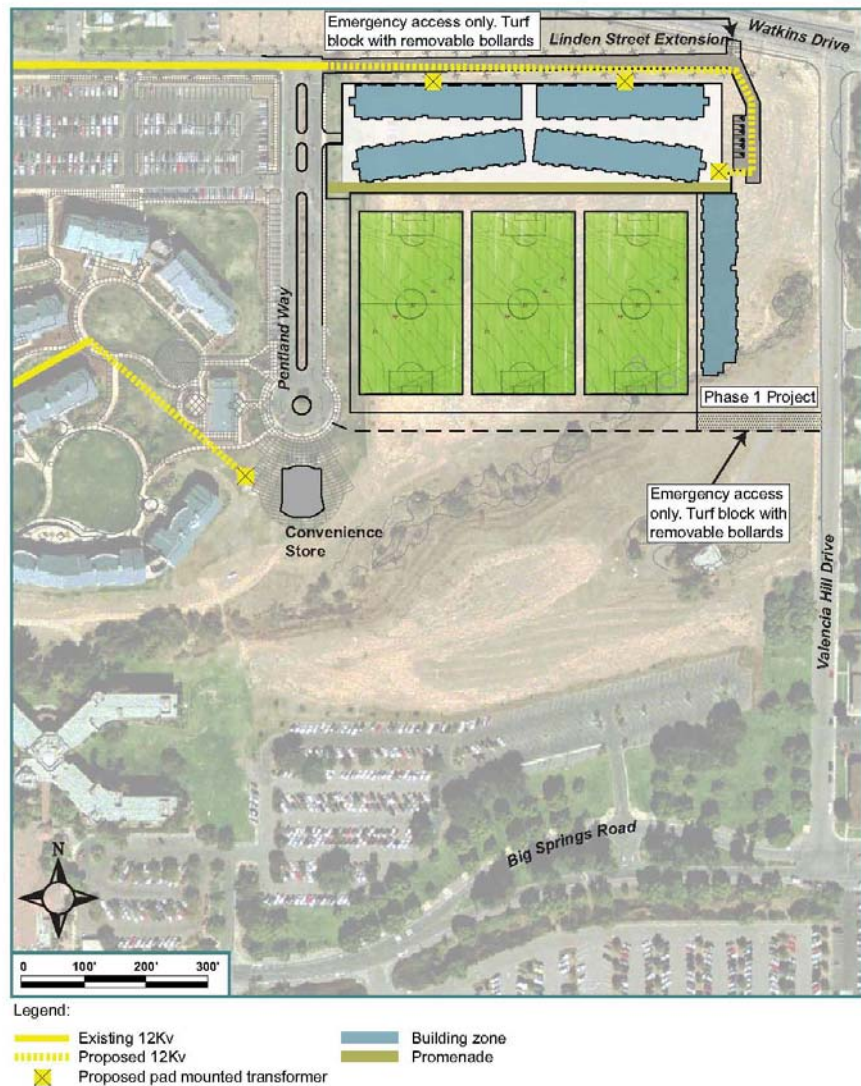 Emergency access only. Turf
block with removable bollards
Linden Street Extension
Watkins Drive
Pentland Way
Phase 1 Project
Emergency access
only. Turf block with
removable bollards
Convenience
Store
Valencia Hill Drive
Big Springs Road
N
0 100' 200' 300'
Legend:
Existing 12Kv
Proposed 12Kv
Proposed pad mounted transformer
Building zone
Promenade